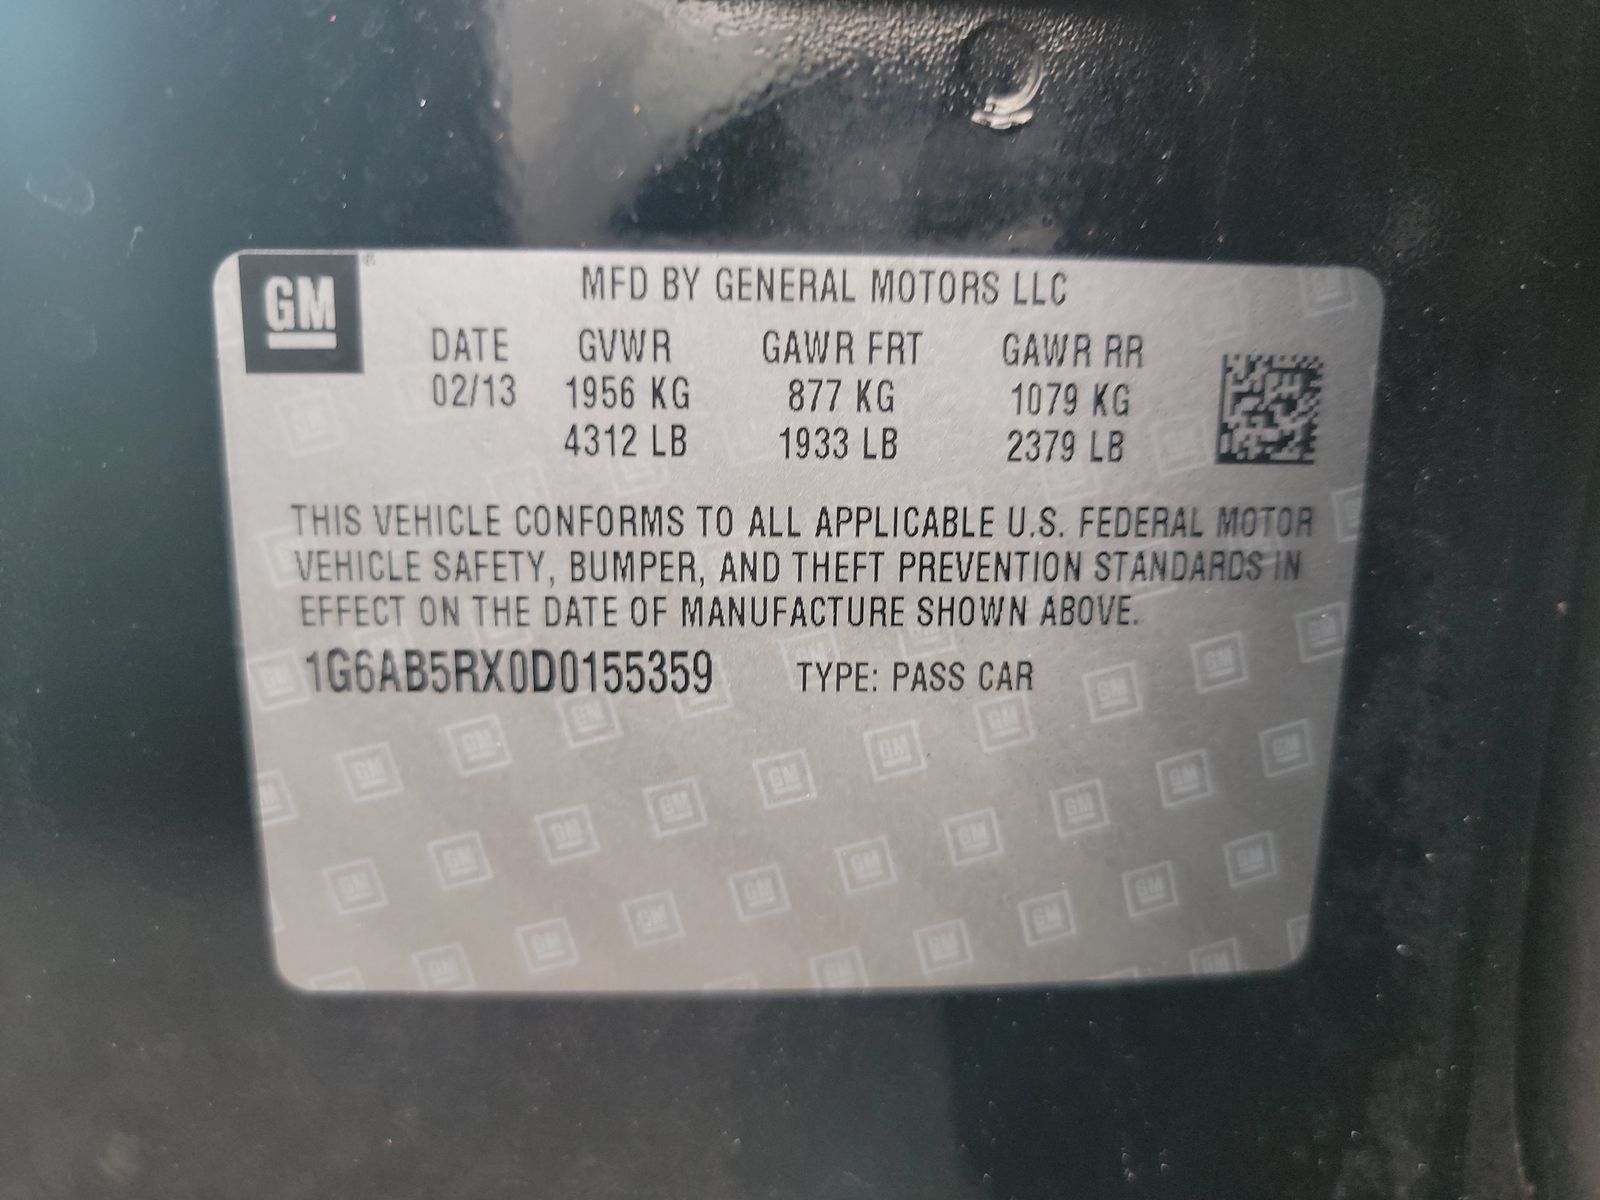 GM
MFD BY GENERAL MOTORS LLC
DATE GVWR GAWR FRT GAWR RR
02/13 1956 KG 877 KG 1079 KG
4312 LB 1933 LB 2379 LB
THIS VEHICLE CONFORMS TO ALL APPLICABLE U.S. FEDERAL MOTOR
VEHICLE SAFETY, BUMPER, AND THEFT PREVENTION STANDARDS IN
EFFECT ON THE DATE OF MANUFACTURE SHOWN ABOVE.
1G6AB5RX0D0155359 TYPE: PASS CAR